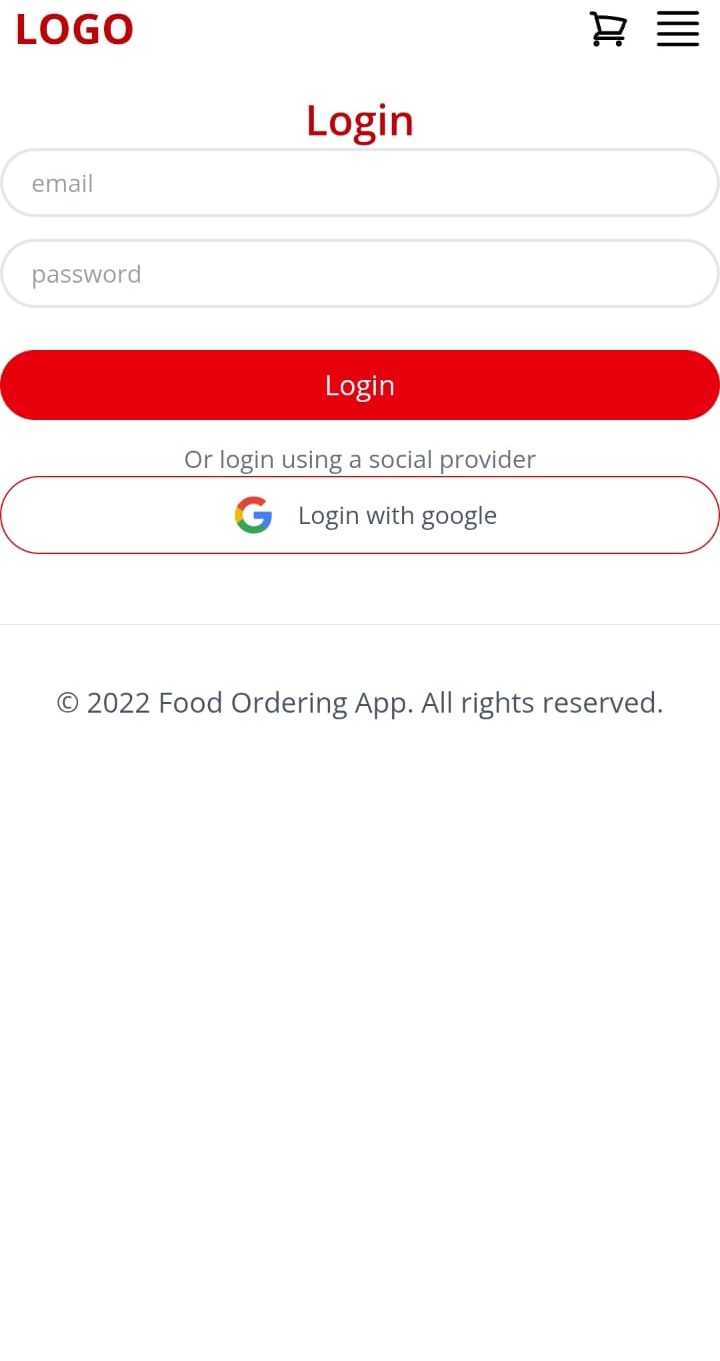 LOGO
Login
email
password
Login
Or login using a social provider
Login with google
© 2022 Food Ordering App. All rights reserved.